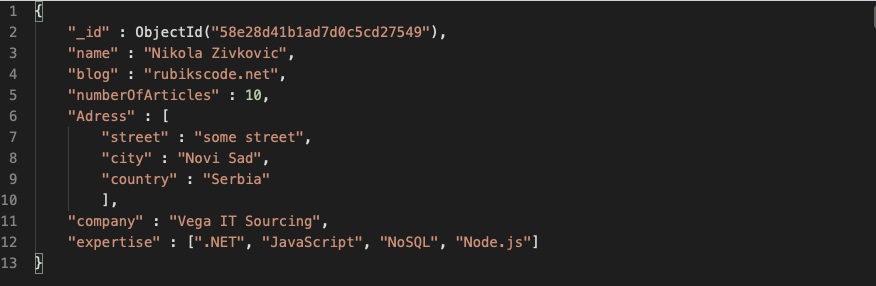 1 {
2 "_id" : ObjectId("58e28d41b1ad7d0c5cd27549"),
3 "name" : "Nikola Zivkovic",
4 "blog" : "rubikscode.net",
5 "numberOfArticles" : 10,
6 "Adress" : [
7 "street" : "some street",
8 "city" : "Novi Sad",
9 "country" : "Serbia"
10 ],
11 "company" : "Vega IT Sourcing",
12 "expertise" : [".NET", "JavaScript", "NoSQL", "Node.js"]
13 }